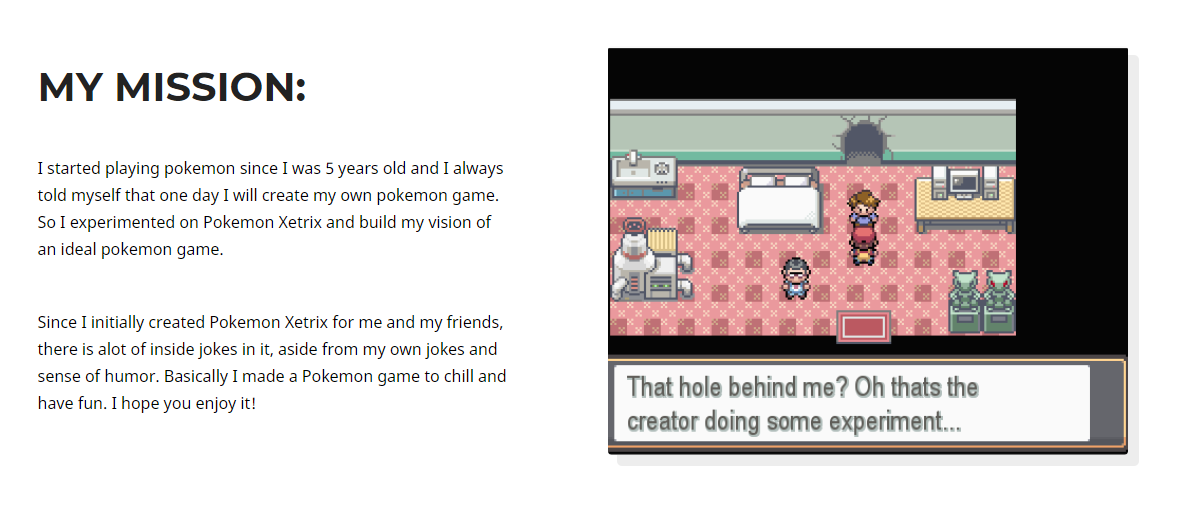 MY MISSION:
I started playing pokemon since I was 5 years old and I always
told myself that one day I will create my own pokemon game.
So I experimented on Pokemon Xetrix and build my vision of
an ideal pokemon game.
Since I initially created Pokemon Xetrix for me and my friends,
there is alot of inside jokes in it, aside from my own jokes and
sense of humor. Basically I made a Pokemon game to chill and
have fun. I hope you enjoy it!
That hole behind me? Oh thats the
creator doing some experiment...